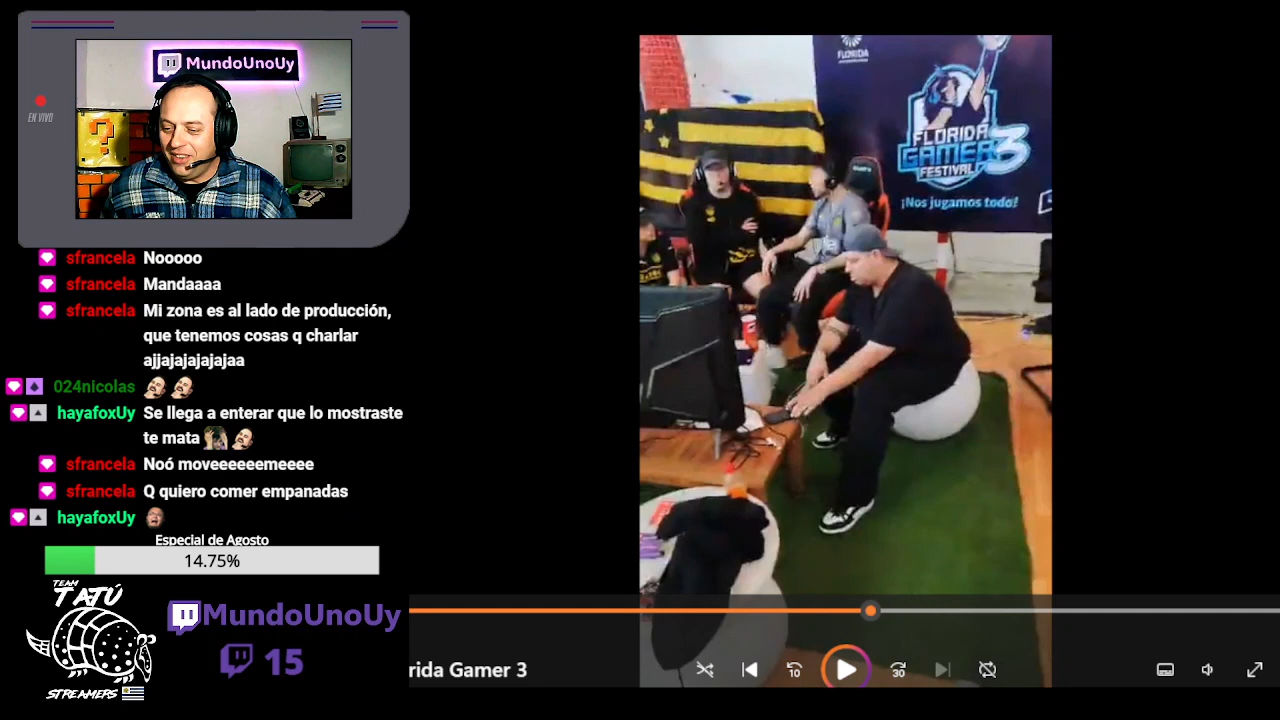 MundoUnoUy
EN VIVO
sfrancela Nooooo
sfrancela Mandaaaa
sfrancela Mi zona es al lado de producción,
que tenemos cosas q charlar
ajjajajajajaa
024nicolas
hayafoxUy Se llega a enterar que lo mostraste
te mata
sfrancela Noó moveeeeeemeeee
sfrancela Q quiero comer empanadas
hayafoxUy
Especial de Agosto
14.75%
TEAM
TATÚ
STREAMERS
MundoUnoUy
15
FLORIDA
FLORIDA
GAMER 3
FESTIVAL
¡Nos jugamos todo!
rida Gamer 3
10
30